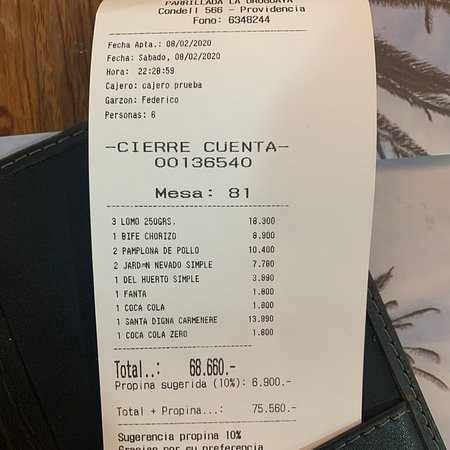 PARRILLADA LA URUGUAYA
Condell 566 - Providencia
Fono: 6348244
Fecha Apta.: 08/02/2020
Fecha: Sabado, 08/02/2020
Hora: 22:28:59
Cajero: cajero prueba
Garzon: Federico
Personas: 6
-CIERRE CUENTA-
00136540
Mesa: 81
3 LOMO 250GRS. 18.300
1 BIFE CHORIZO 8.900
2 PAMPLONA DE POLLO 10.400
2 JARD=N NEVADO SIMPLE 7.780
1 DEL HUERTO SIMPLE 3.890
1 FANTA 1.800
1 COCA COLA 1.800
1 SANTA DIGNA CARMENERE 13.990
1 COCA COLA ZERO 1.800
Total..: 68.660.-
Propina sugerida (10%): 6.900.-
Total + Propina...: 75.560.-
Sugerencia propina 10%
Gracias por su preferencia